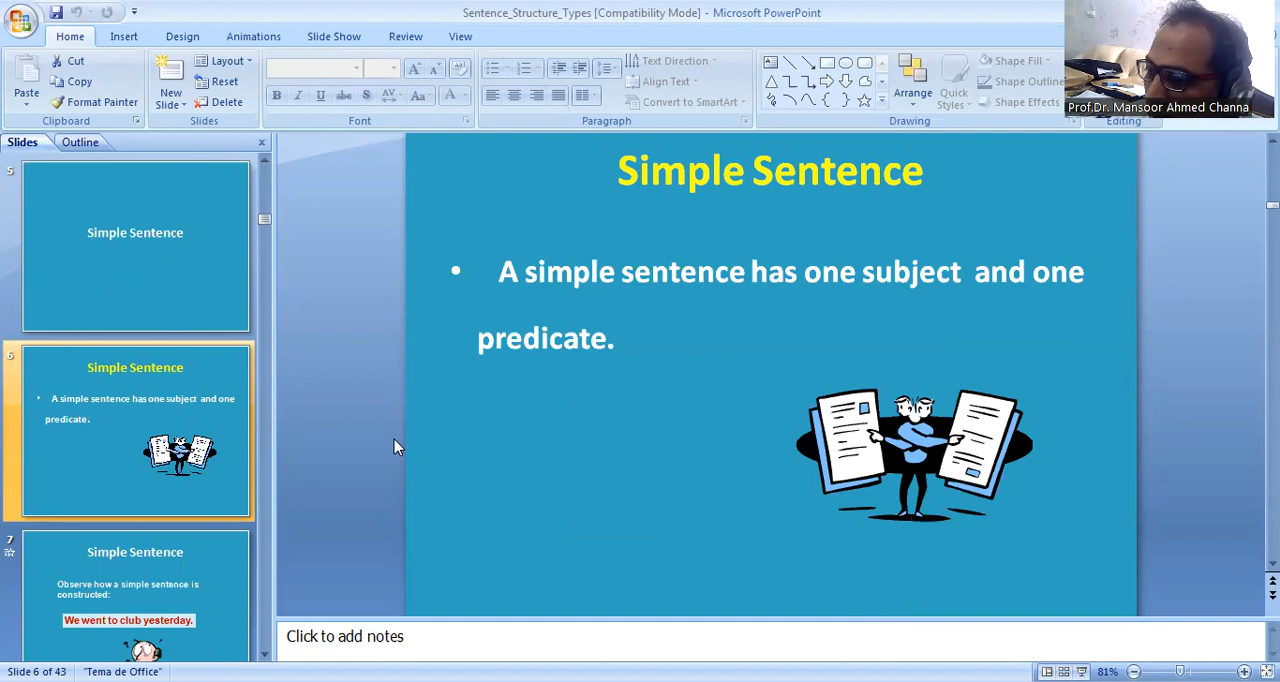 Sentence_Structure_Types [Compatibility Mode] - Microsoft PowerPoint
Home Insert Design Animations Slide Show Review View
Cut
Copy
Format Painter
Paste
Clipboard
New
Slide
Layout
Reset
Delete
Slides
B I U abc S AV Aa A
Font
Text Direction
Align Text
Convert to SmartArt
Paragraph
Arrange
Quick
Styles
Shape Fill
Shape Outline
Shape Effects
Drawing
Editing
Prof.Dr. Mansoor Ahmed Channa
Slides Outline
5
Simple Sentence
6
Simple Sentence
• A simple sentence has one subject and one
predicate.
7
Simple Sentence
Observe how a simple sentence is
constructed:
We went to club yesterday.
Simple Sentence
• A simple sentence has one subject and one
predicate.
Click to add notes
Slide 6 of 43 "Tema de Office" 81%